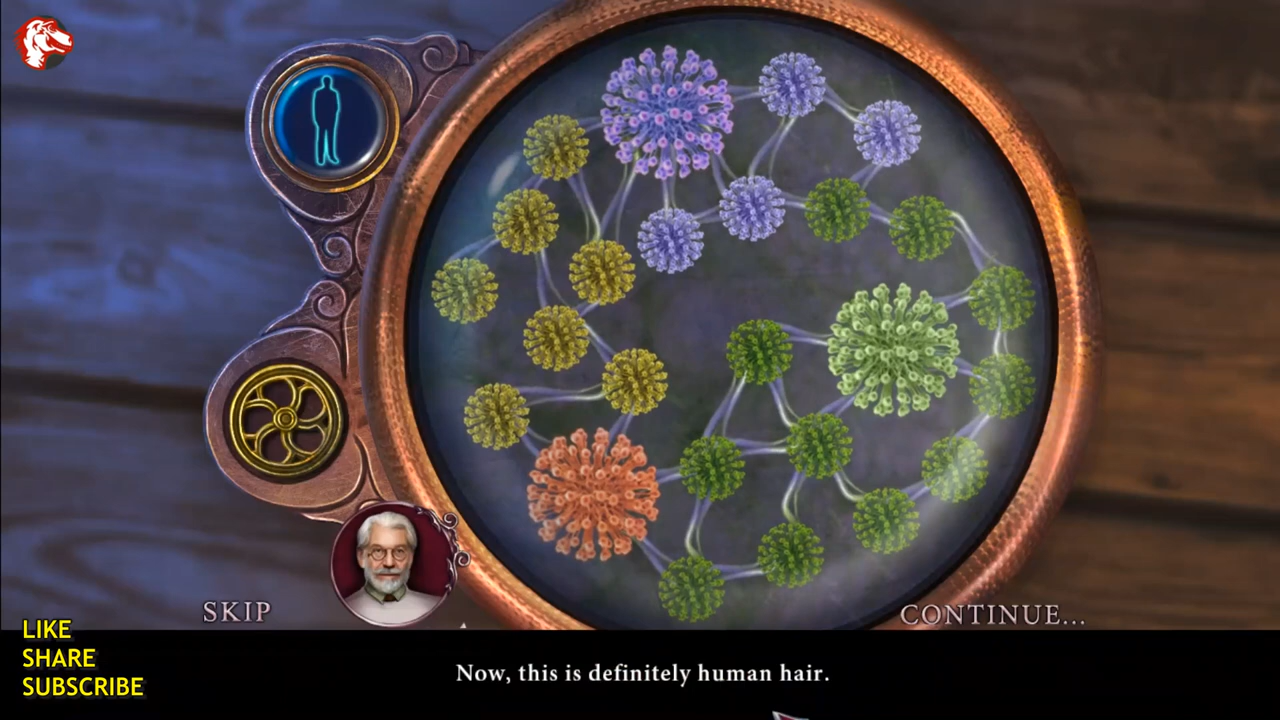 SKIP
CONTINUE...
LIKE
SHARE
SUBSCRIBE
Now, this is definitely human hair.